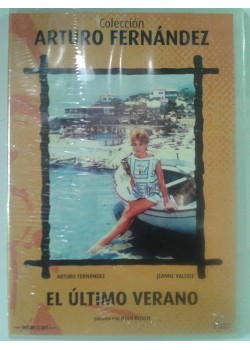 Colección
ARTURO FERNÁNDEZ
ARTURO FERNÁNDEZ JEANNE VALERIE
EL ÚLTIMO VERANO